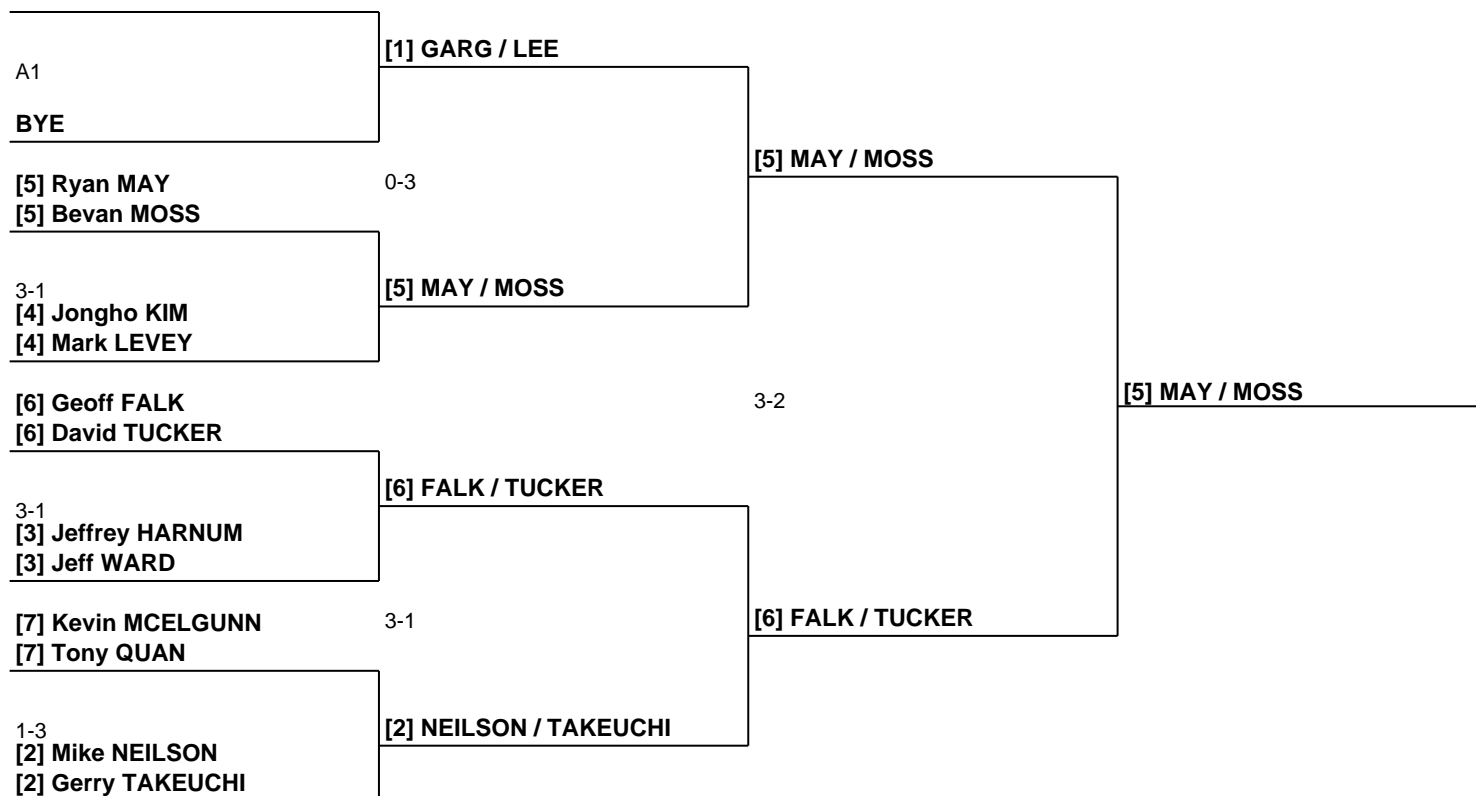 [1] GARG / LEE
A1
BYE
[5] MAY / MOSS
[5] Ryan MAY
0-3
[5] Bevan MOSS
3-1
[5] MAY / MOSS
[4] Jongho KIM
[4] Mark LEVEY
[5] MAY / MOSS
[6] Geoff FALK
3-2
[6] David TUCKER
[6] FALK / TUCKER
3-1
[3] Jeffrey HARNUM
[3] Jeff WARD
[7] Kevin MCELGUNN
3-1
[6] FALK / TUCKER
[7] Tony QUAN
1-3
[2] NEILSON / TAKEUCHI
[2] Mike NEILSON
[2] Gerry TAKEUCHI